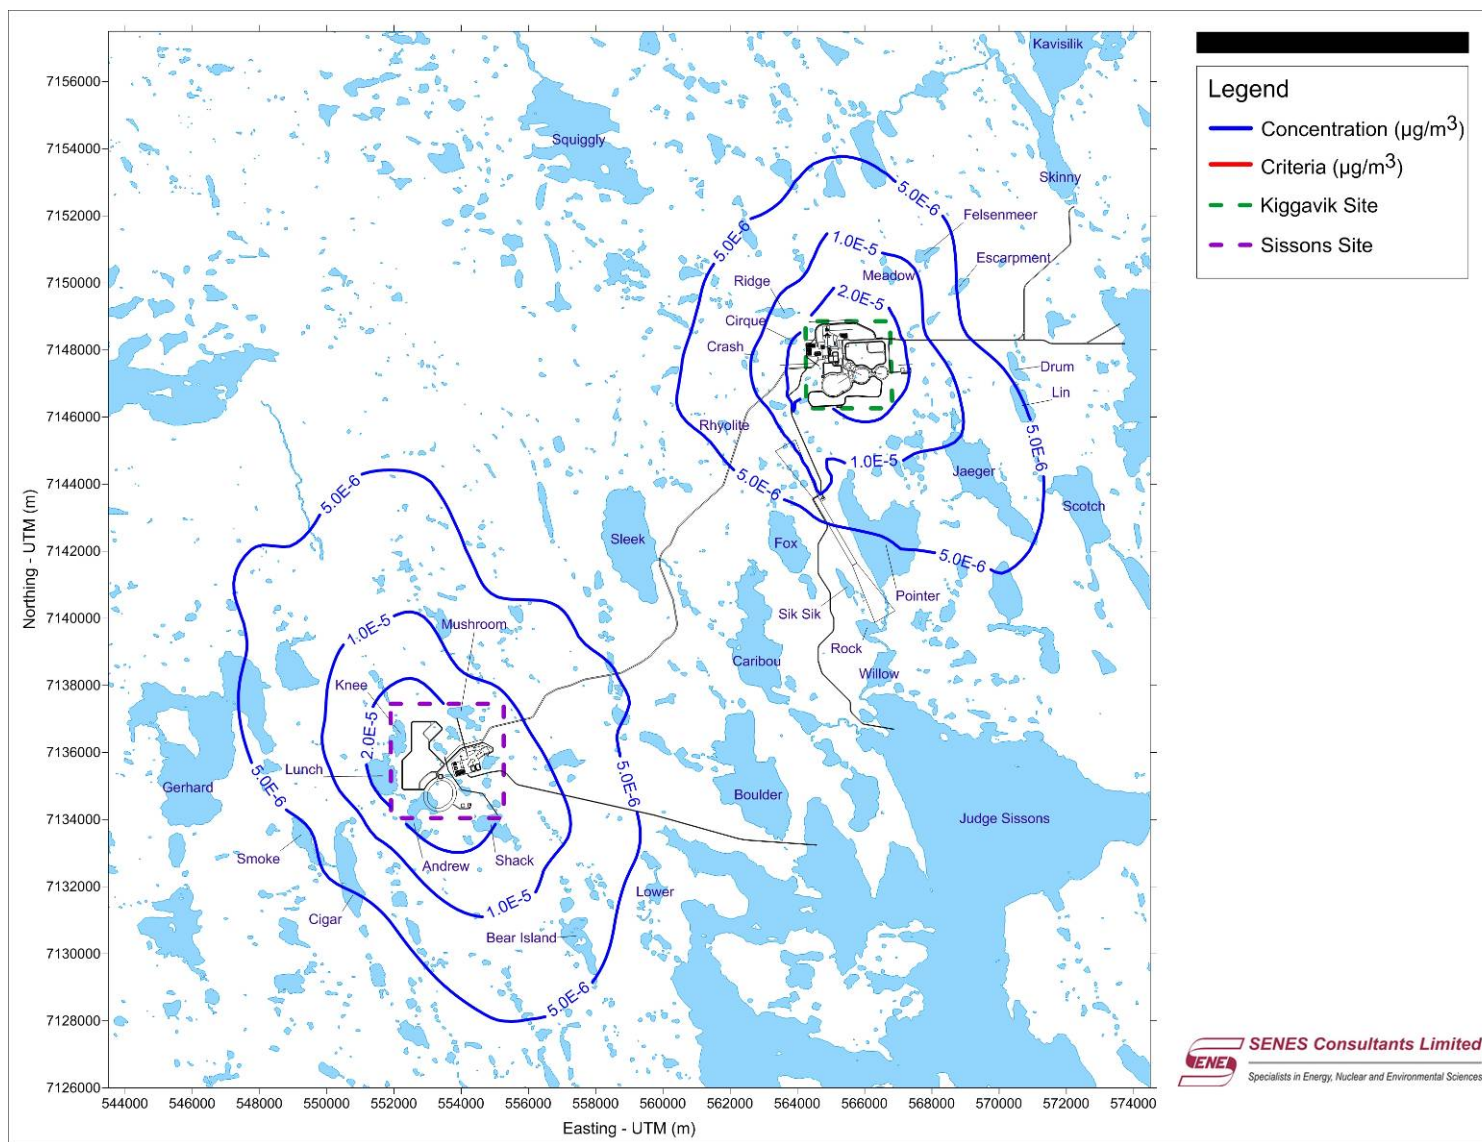 Kavisilik
7156000
Squiggly
7154000
Skinny
5.0E-6
7152000
Felsenmeer
5.0E-6
1.0E-5
Escarpment
Meadow
7150000
Ridge
2.0E-5
Cirque
7148000
Crash
Drum
Lin
7146000
Rhyolite
5.0E-6
1.0E-5
Jaeger
7144000
5.0E-6
5.0E-6
Scotch
Sleek
Fox
7142000
5.0E-6
Pointer
Sik Sik
7140000
Mushroom
1.0E-5
Rock
Caribou
Willow
7138000
Knee
2.0E-5
7136000
Lunch
5.0E-6
5.0E-6
Gerhard
Boulder
7134000
Judge Sissons
Smoke
Andrew
Shack
7132000
Lower
1.0E-5
Cigar
Bear Island
7130000
5.0E-6
7128000
7126000
544000 546000 548000 550000 552000 554000 556000 558000 560000 562000 564000 566000 568000 570000 572000 574000
Easting - UTM (m)
Northing - UTM (m)
Legend
Concentration (µg/m³)
Criteria (µg/m³)
Kiggavik Site
Sissons Site
SENES
SENES Consultants Limited
Specialists in Energy, Nuclear and Environmental Sciences